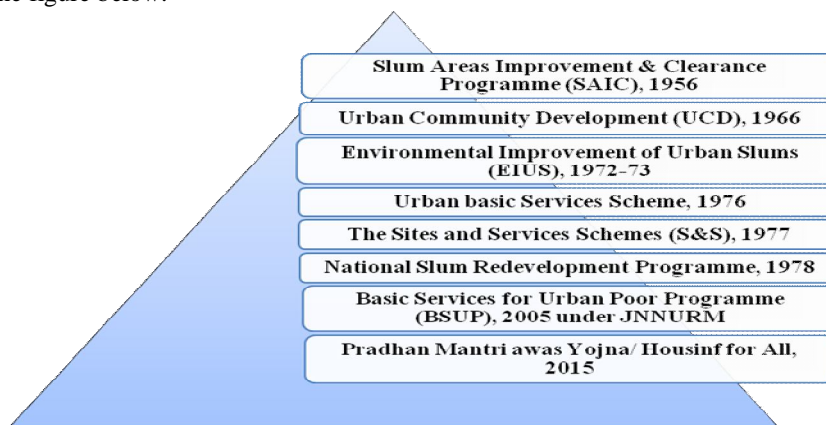 he figure below.
Slum Areas Improvement & Clearance
Programme (SAIC), 1956
Urban Community Development (UCD), 1966
Environmental Improvement of Urban Slums
(EIUS), 1972-73
Urban basic Services Scheme, 1976
The Sites and Services Schemes (S&S), 1977
National Slum Redevelopment Programme, 1978
Basic Services for Urban Poor Programme
(BSUP), 2005 under JNNURM
Pradhan Mantri awas Yojna/ Housinf for All,
2015